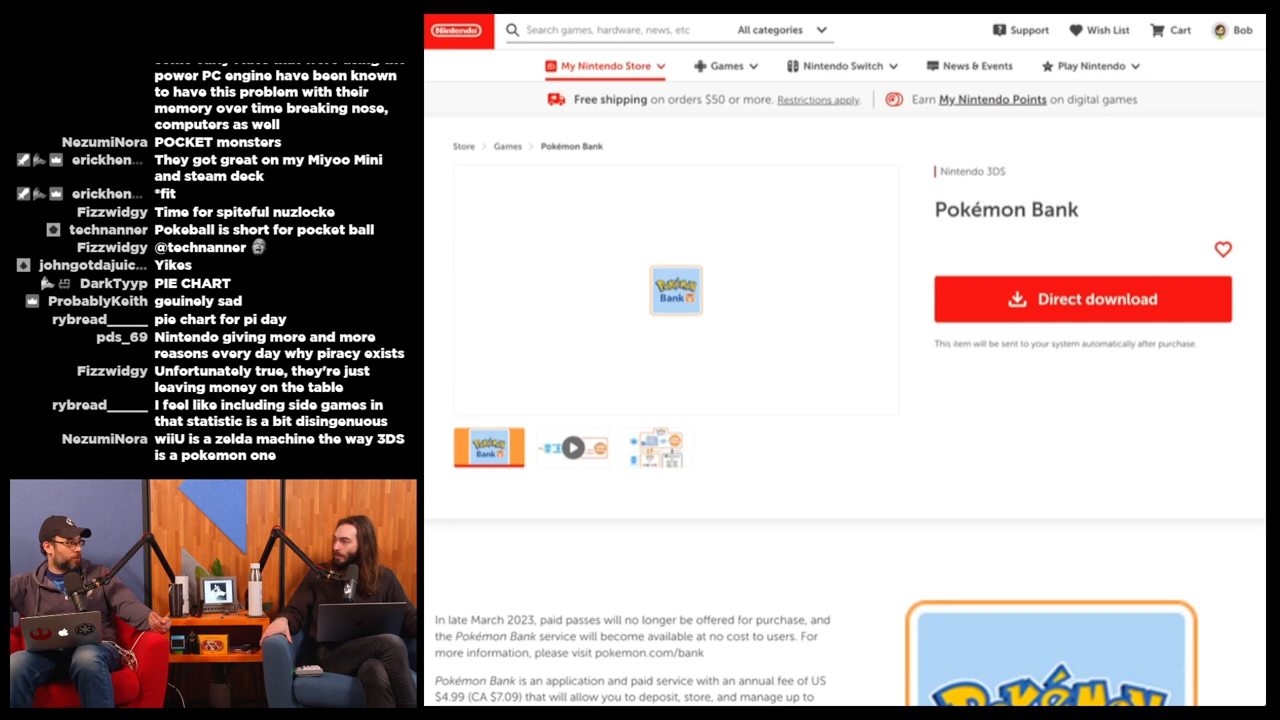 power PC engine have been known
to have this problem with their
memory over time breaking nose,
computers as well
NezumiNora POCKET monsters
erickhen... They got great on my Miyoo Mini
and steam deck
erickhen... *fit
Fizzwidgy Time for spiteful nuzlocke
technanner Pokeball is short for pocket ball
Fizzwidgy @technanner
johngotdajuic... Yikes
DarkTyyp PIE CHART
ProbablyKeith geuinely sad
rybread_____ pie chart for pi day
pds_69 Nintendo giving more and more
reasons every day why piracy exists
Fizzwidgy Unfortunately true, they're just
leaving money on the table
rybread_____ I feel like including side games in
that statistic is a bit disingenuous
NezumiNora wiiU is a zelda machine the way 3DS
is a pokemon one
Nintendo
Search games, hardware, news, etc
All categories
Support
Wish List
Cart
Bob
My Nintendo Store
Games
Nintendo Switch
News & Events
Play Nintendo
Free shipping on orders $50 or more. Restrictions apply.
Earn My Nintendo Points on digital games
Store > Games > Pokémon Bank
Pokémon
Bank
Pokémon
Bank
Nintendo 3DS
Pokémon Bank
Direct download
This item will be sent to your system automatically after purchase.
In late March 2023, paid passes will no longer be offered for purchase, and
the Pokémon Bank service will become available at no cost to users. For
more information, please visit pokemon.com/bank
Pokémon Bank is an application and paid service with an annual fee of US
$4.99 (CA $7.09) that will allow you to deposit, store, and manage up to
Pokémon